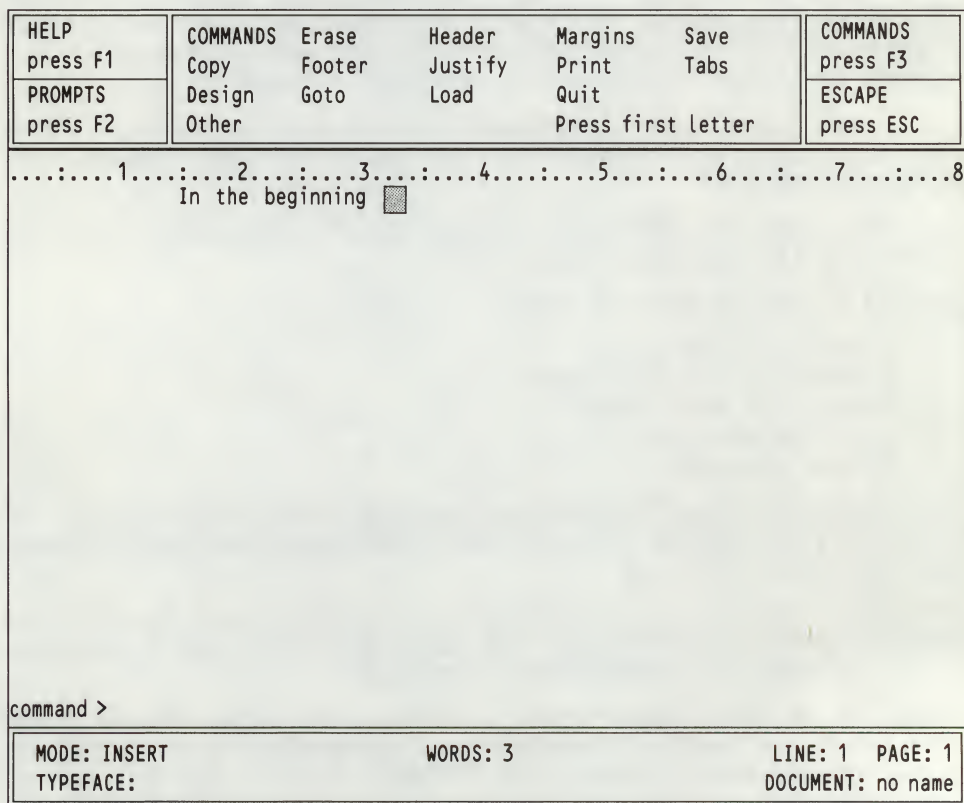 HELP COMMANDS Erase Header Margins Save COMMANDS
press F1 Copy Footer Justify Print Tabs press F3
PROMPTS Design Goto Load Quit ESCAPE
press F2 Other Press first letter press ESC
....:....1....:....2....:....3....:....4....:....5....:....6....:....7....:....8
In the beginning
command >
MODE: INSERT WORDS: 3 LINE: 1 PAGE: 1
TYPEFACE: DOCUMENT: no name